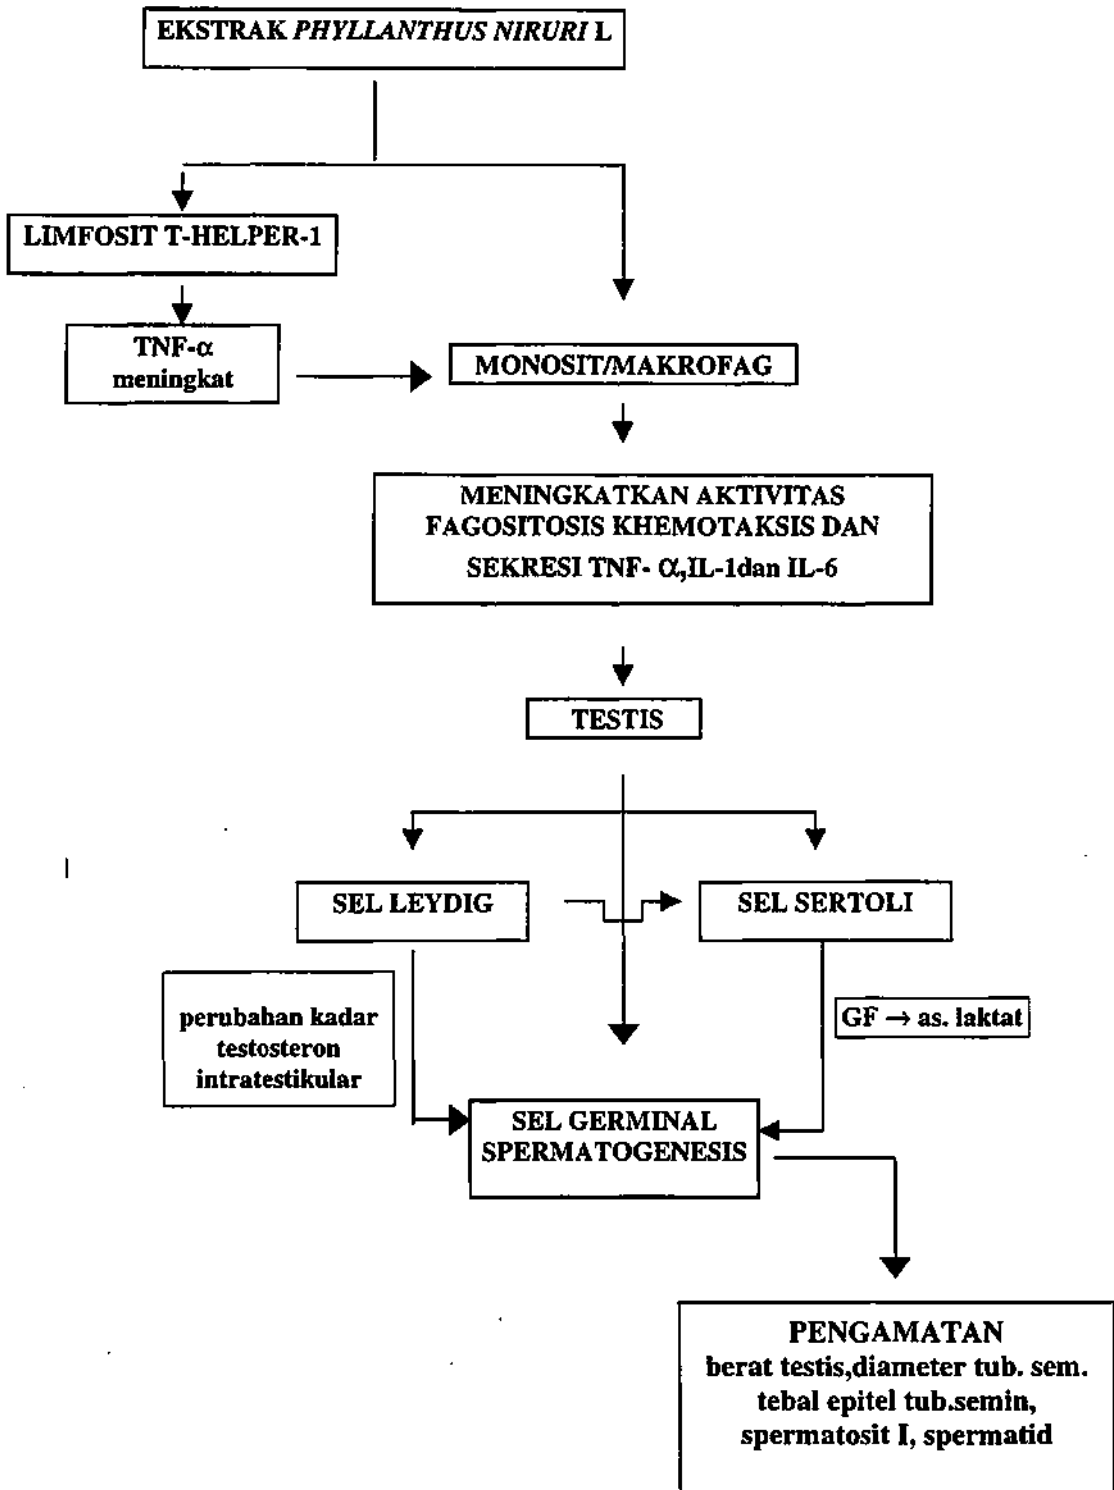 EKSTRAK PHYLLANTHUS NIRURI L
LIMFOSIT T-HELPER-1
TNF-α
meningkat
MONOSIT/MAKROFAG
MENINGKATKAN AKTIVITAS
FAGOSITOSIS KHEMOTAKSIS DAN
SEKRESI TNF- α,IL-1dan IL-6
TESTIS
SEL LEYDIG
SEL SERTOLI
perubahan kadar
testosteron
intratestikular
GF → as. laktat
SEL GERMINAL
SPERMATOGENESIS
PENGAMATAN
berat testis,diameter tub. sem.
tebal epitel tub.semin,
spermatosit I, spermatid